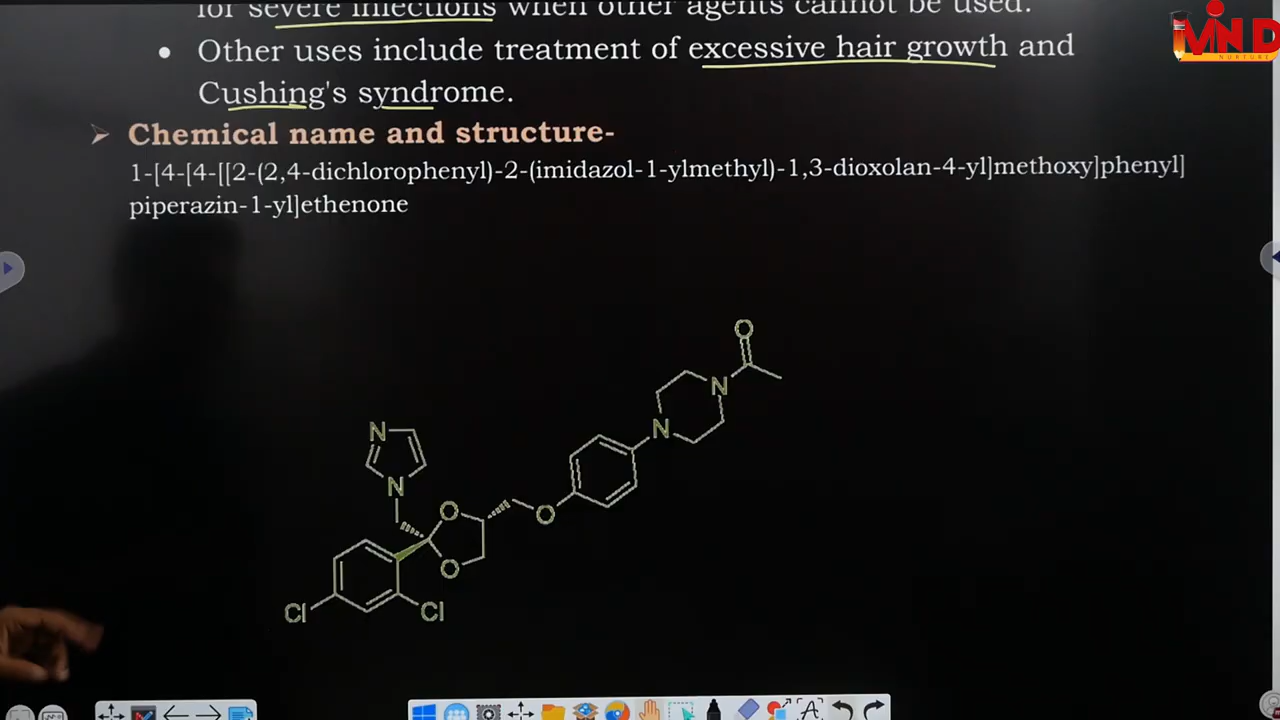 for severe infections when other agents cannot be used.
• Other uses include treatment of excessive hair growth and
Cushing's syndrome.
➢ Chemical name and structure-
1-[4-[4-[[2-(2,4-dichlorophenyl)-2-(imidazol-1-ylmethyl)-1,3-dioxolan-4-yl]methoxy]phenyl]
piperazin-1-yl]ethenone
O
N
N
N
N
O
O
O
Cl
Cl
MND
NURTURE
A